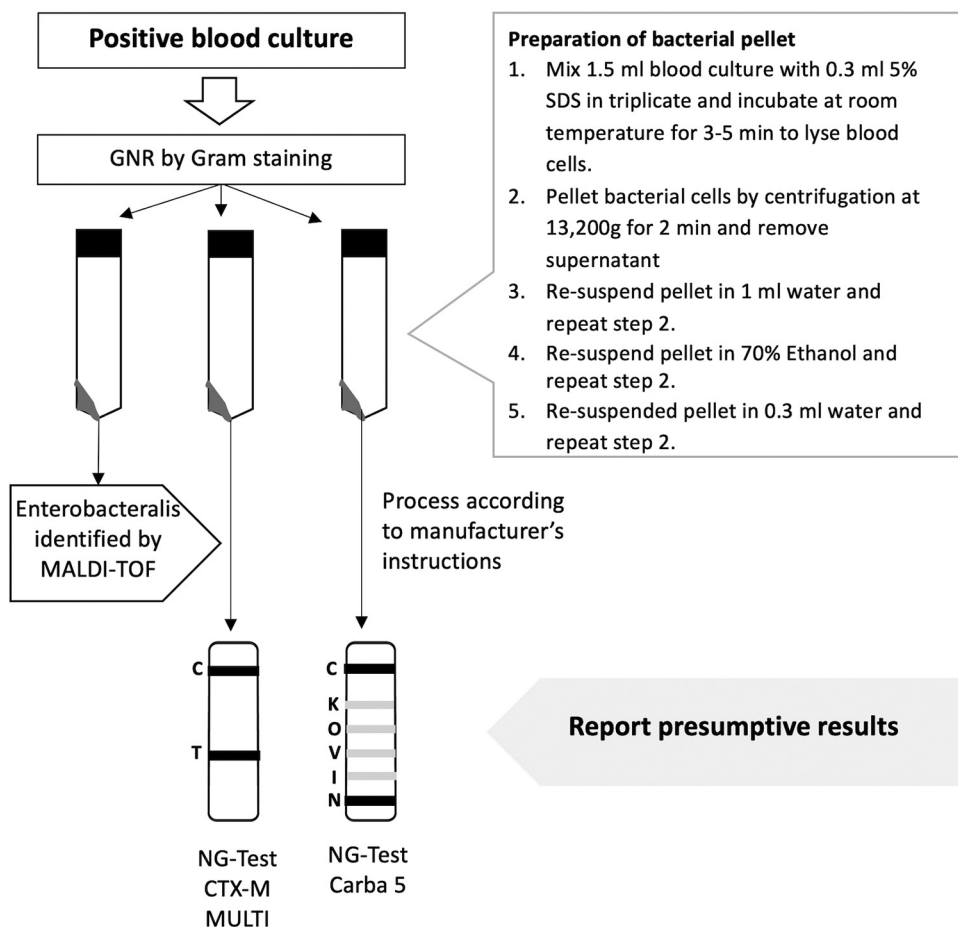 Positive blood culture
GNR by Gram staining
Preparation of bacterial pellet
1. Mix 1.5 ml blood culture with 0.3 ml 5%
SDS in triplicate and incubate at room
temperature for 3-5 min to lyse blood
cells.
2. Pellet bacterial cells by centrifugation at
13,200g for 2 min and remove
supernatant
3. Re-suspend pellet in 1 ml water and
repeat step 2.
4. Re-suspend pellet in 70% Ethanol and
repeat step 2.
5. Re-suspended pellet in 0.3 ml water and
repeat step 2.
Enterobacteralis
identified by
MALDI-TOF
Process according
to manufacturer’s
instructions
C
T
C
K
O
V
I
N
NG-Test
CTX-M
MULTI
NG-Test
Carba 5
Report presumptive results